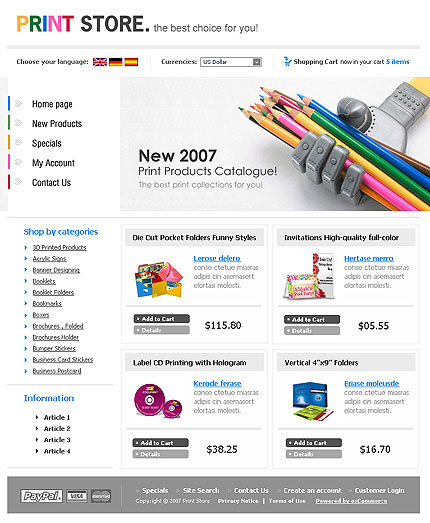 PRINT STORE. the best choice for you!
Choose your language:
Currencies: US Dollar
Shopping Cart now in your cart 5 items
Home page
New Products
Specials
My Account
Contact Us
New 2007
Print Products Catalogue!
The best print collections for you!
Shop by categories
3D Printed Products
Acrylic Signs
Banner Designing
Booklets
Booklet Folders
Bookmarks
Boxes
Brochures , Folded
Brochures Holder
Bumper Stickers
Business Card Stickers
Business Postcard
Information
Article 1
Article 2
Article 3
Article 4
Die Cut Pocket Folders Funny Styles
Lerose delero
conse ctetue miasras
adipis cin asemasert
elortasi molesti.
Add to Cart
Details
$115.80
Invitations High-quality full-color
Hertase merro
conse ctetue miasras
adipis cin asemasert
elortasi molesti.
Add to Cart
Details
$05.55
Label CD Printing with Hologram
Kerode ferase
conse ctetue miasras
adipis cin asemasert
elortasi molesti.
Add to Cart
Details
$38.25
Vertical 4"x9" Folders
Eriase moleusde
conse ctetue miasras
adipis cin asemasert
elortasi molesti.
Add to Cart
Details
$16.70
PayPal VISA
Specials Site Search Contact Us Create an account Customer Login
Copyright © 2007 Print Store Privacy Notice | Terms of Use Powered by osCommerce